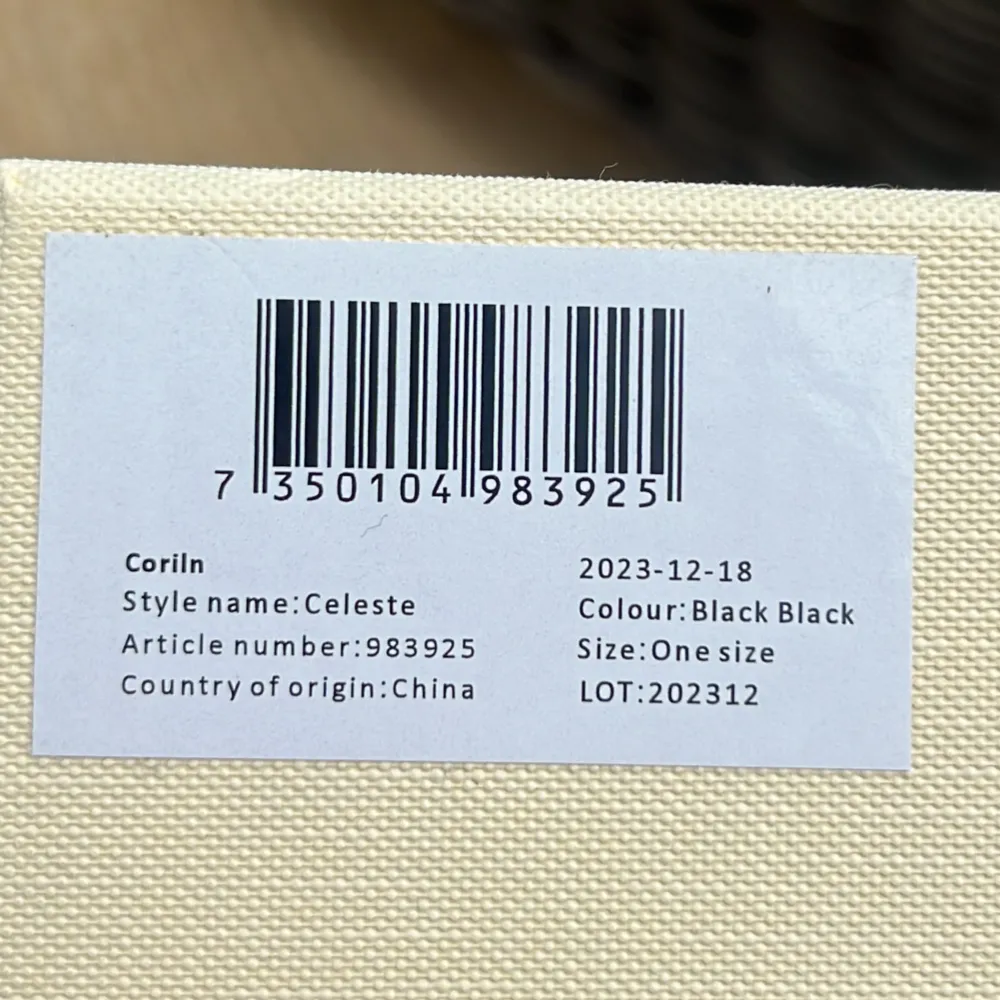 7 350104 983925
CoriIn
Style name:Celeste
Article number:983925
Country of origin:China
2023-12-18
Colour:Black Black
Size:One size
LOT:202312